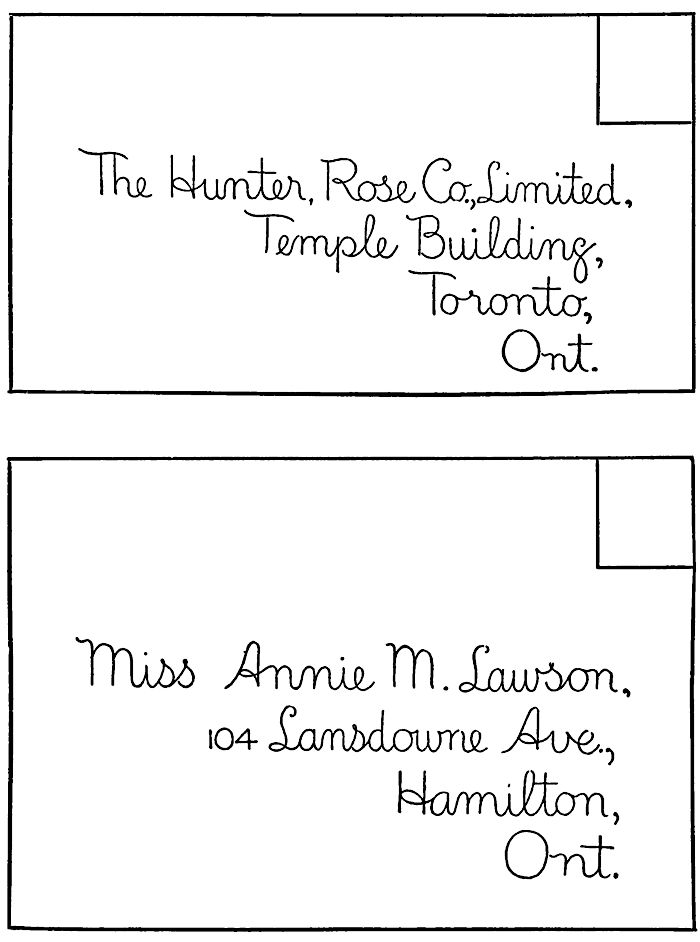 The Hunter, Rose Co., Limited,
Temple Building,
Toronto,
Ont.
Miss Annie M. Lawson,
104 Lansdowne Ave.,
Hamilton,
Ont.